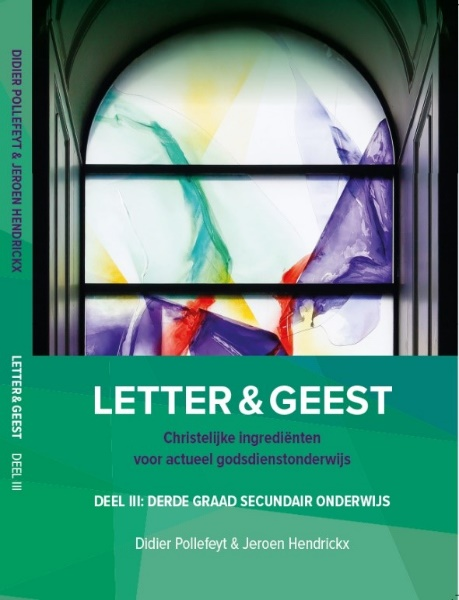 DIDIER POLLEFEYT & JEROEN HENDRICKX
LETTER & GEEST DEEL III
LETTER & GEEST
Christelijke ingrediënten
voor actueel godsdienstonderwijs
DEEL III: DERDE GRAAD SECUNDAIR ONDERWIJS
Didier Pollefeyt & Jeroen Hendrickx